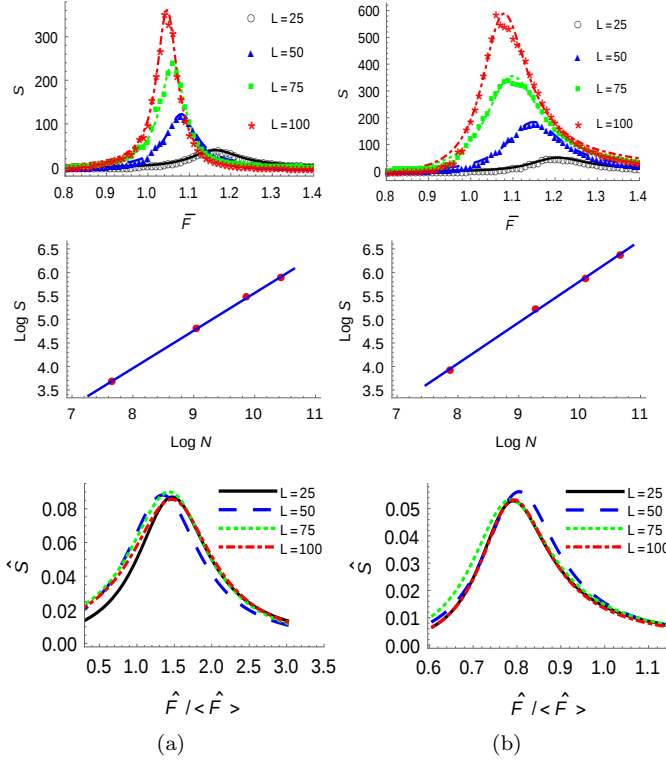 300
200
100
0
S
0.8 0.9 1.0 1.1 1.2 1.3 1.4
F̅
L = 25
L = 50
L = 75
L = 100
600
500
400
300
200
100
0
S
0.8 0.9 1.0 1.1 1.2 1.3 1.4
F̅
L = 25
L = 50
L = 75
L = 100
6.5
6.0
5.5
5.0
4.5
4.0
3.5
Log S
7 8 9 10 11
Log N
6.5
6.0
5.5
5.0
4.5
4.0
3.5
Log S
7 8 9 10 11
Log N
0.08
0.06
0.04
0.02
0.00
Ŝ
0.5 1.0 1.5 2.0 2.5 3.0 3.5
F̂ / < F̂ >
L = 25
L = 50
L = 75
L = 100
0.05
0.04
0.03
0.02
0.01
0.00
Ŝ
0.6 0.7 0.8 0.9 1.0 1.1
F̂ / < F̂ >
L = 25
L = 50
L = 75
L = 100
(a)
(b)